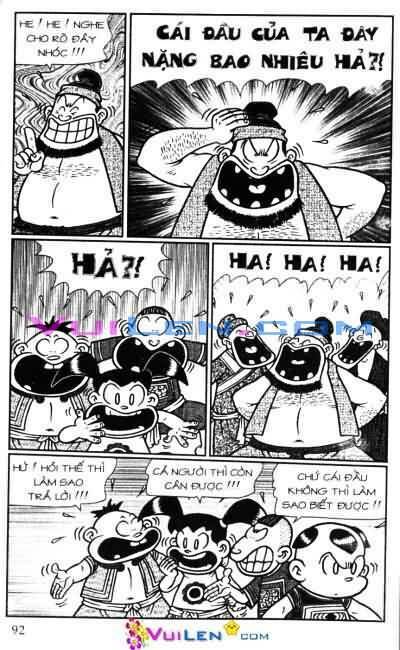 HE ! HE ! NGHE
CHO RÕ ĐÂY
NHÓC !!!
CÁI ĐẦU CỦA TA ĐÂY
NẶNG BAO NHIÊU HẢ?!
HẢ?!
HA! HA! HA!
VUILEN.COM
HỨ ! HỎI THẾ THÌ
LÀM SAO
TRẢ LỜI !!!
CẢ NGƯỜI THÌ CÒN
CÂN ĐƯỢC !!
CHỨ CÁI ĐẦU
KHÔNG THÌ LÀM
SAO BIẾT ĐƯỢC !!
92
VUILEN.COM